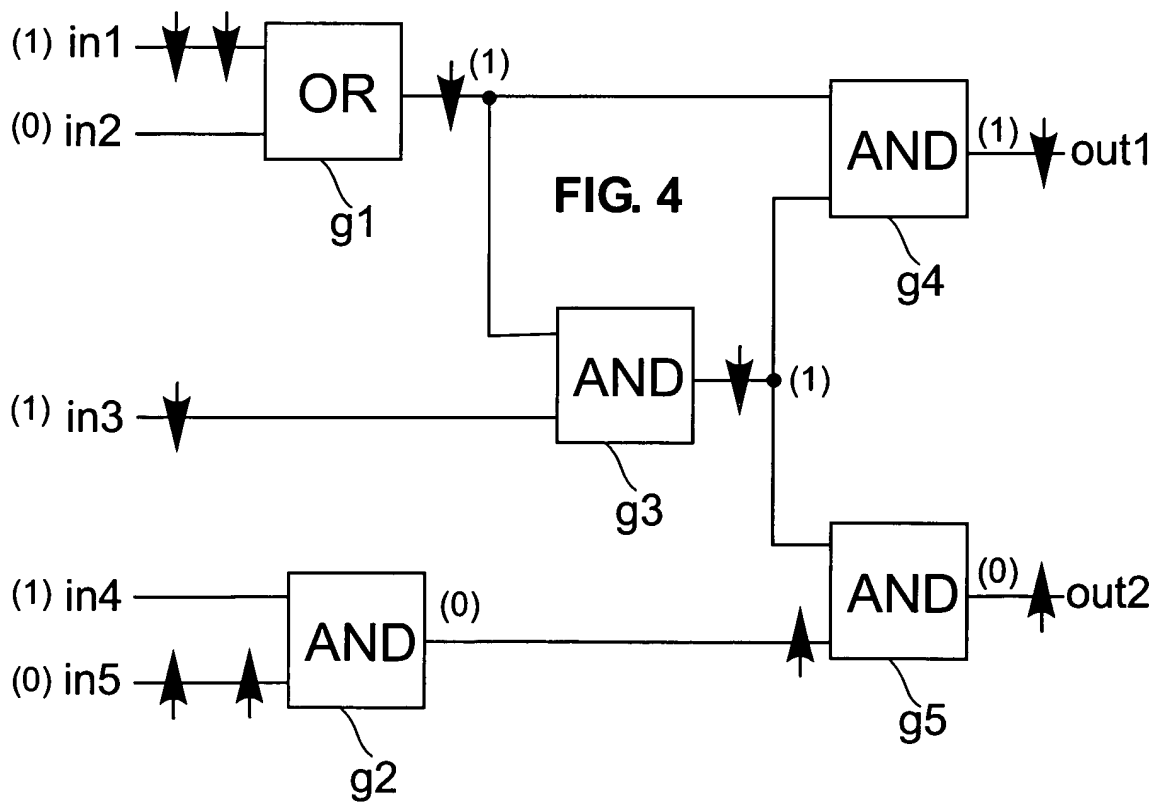 (1) in1
OR
(1)
(0) in2
g1
FIG. 4
AND
(1)
out1
g4
(1) in3
AND
(1)
g3
(1) in4
AND
(0)
(0) in5
g2
AND
(0)
out2
g5